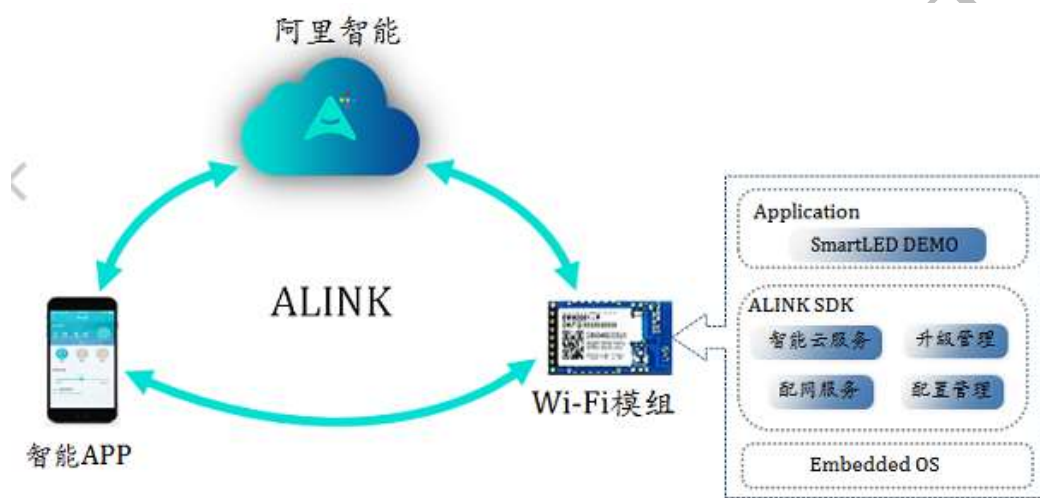 阿里智能
ALINK
智能APP
Wi-Fi模组
Application
SmartLED DEMO
ALINK SDK
智能云服务
升级管理
配网服务
配置管理
Embedded OS